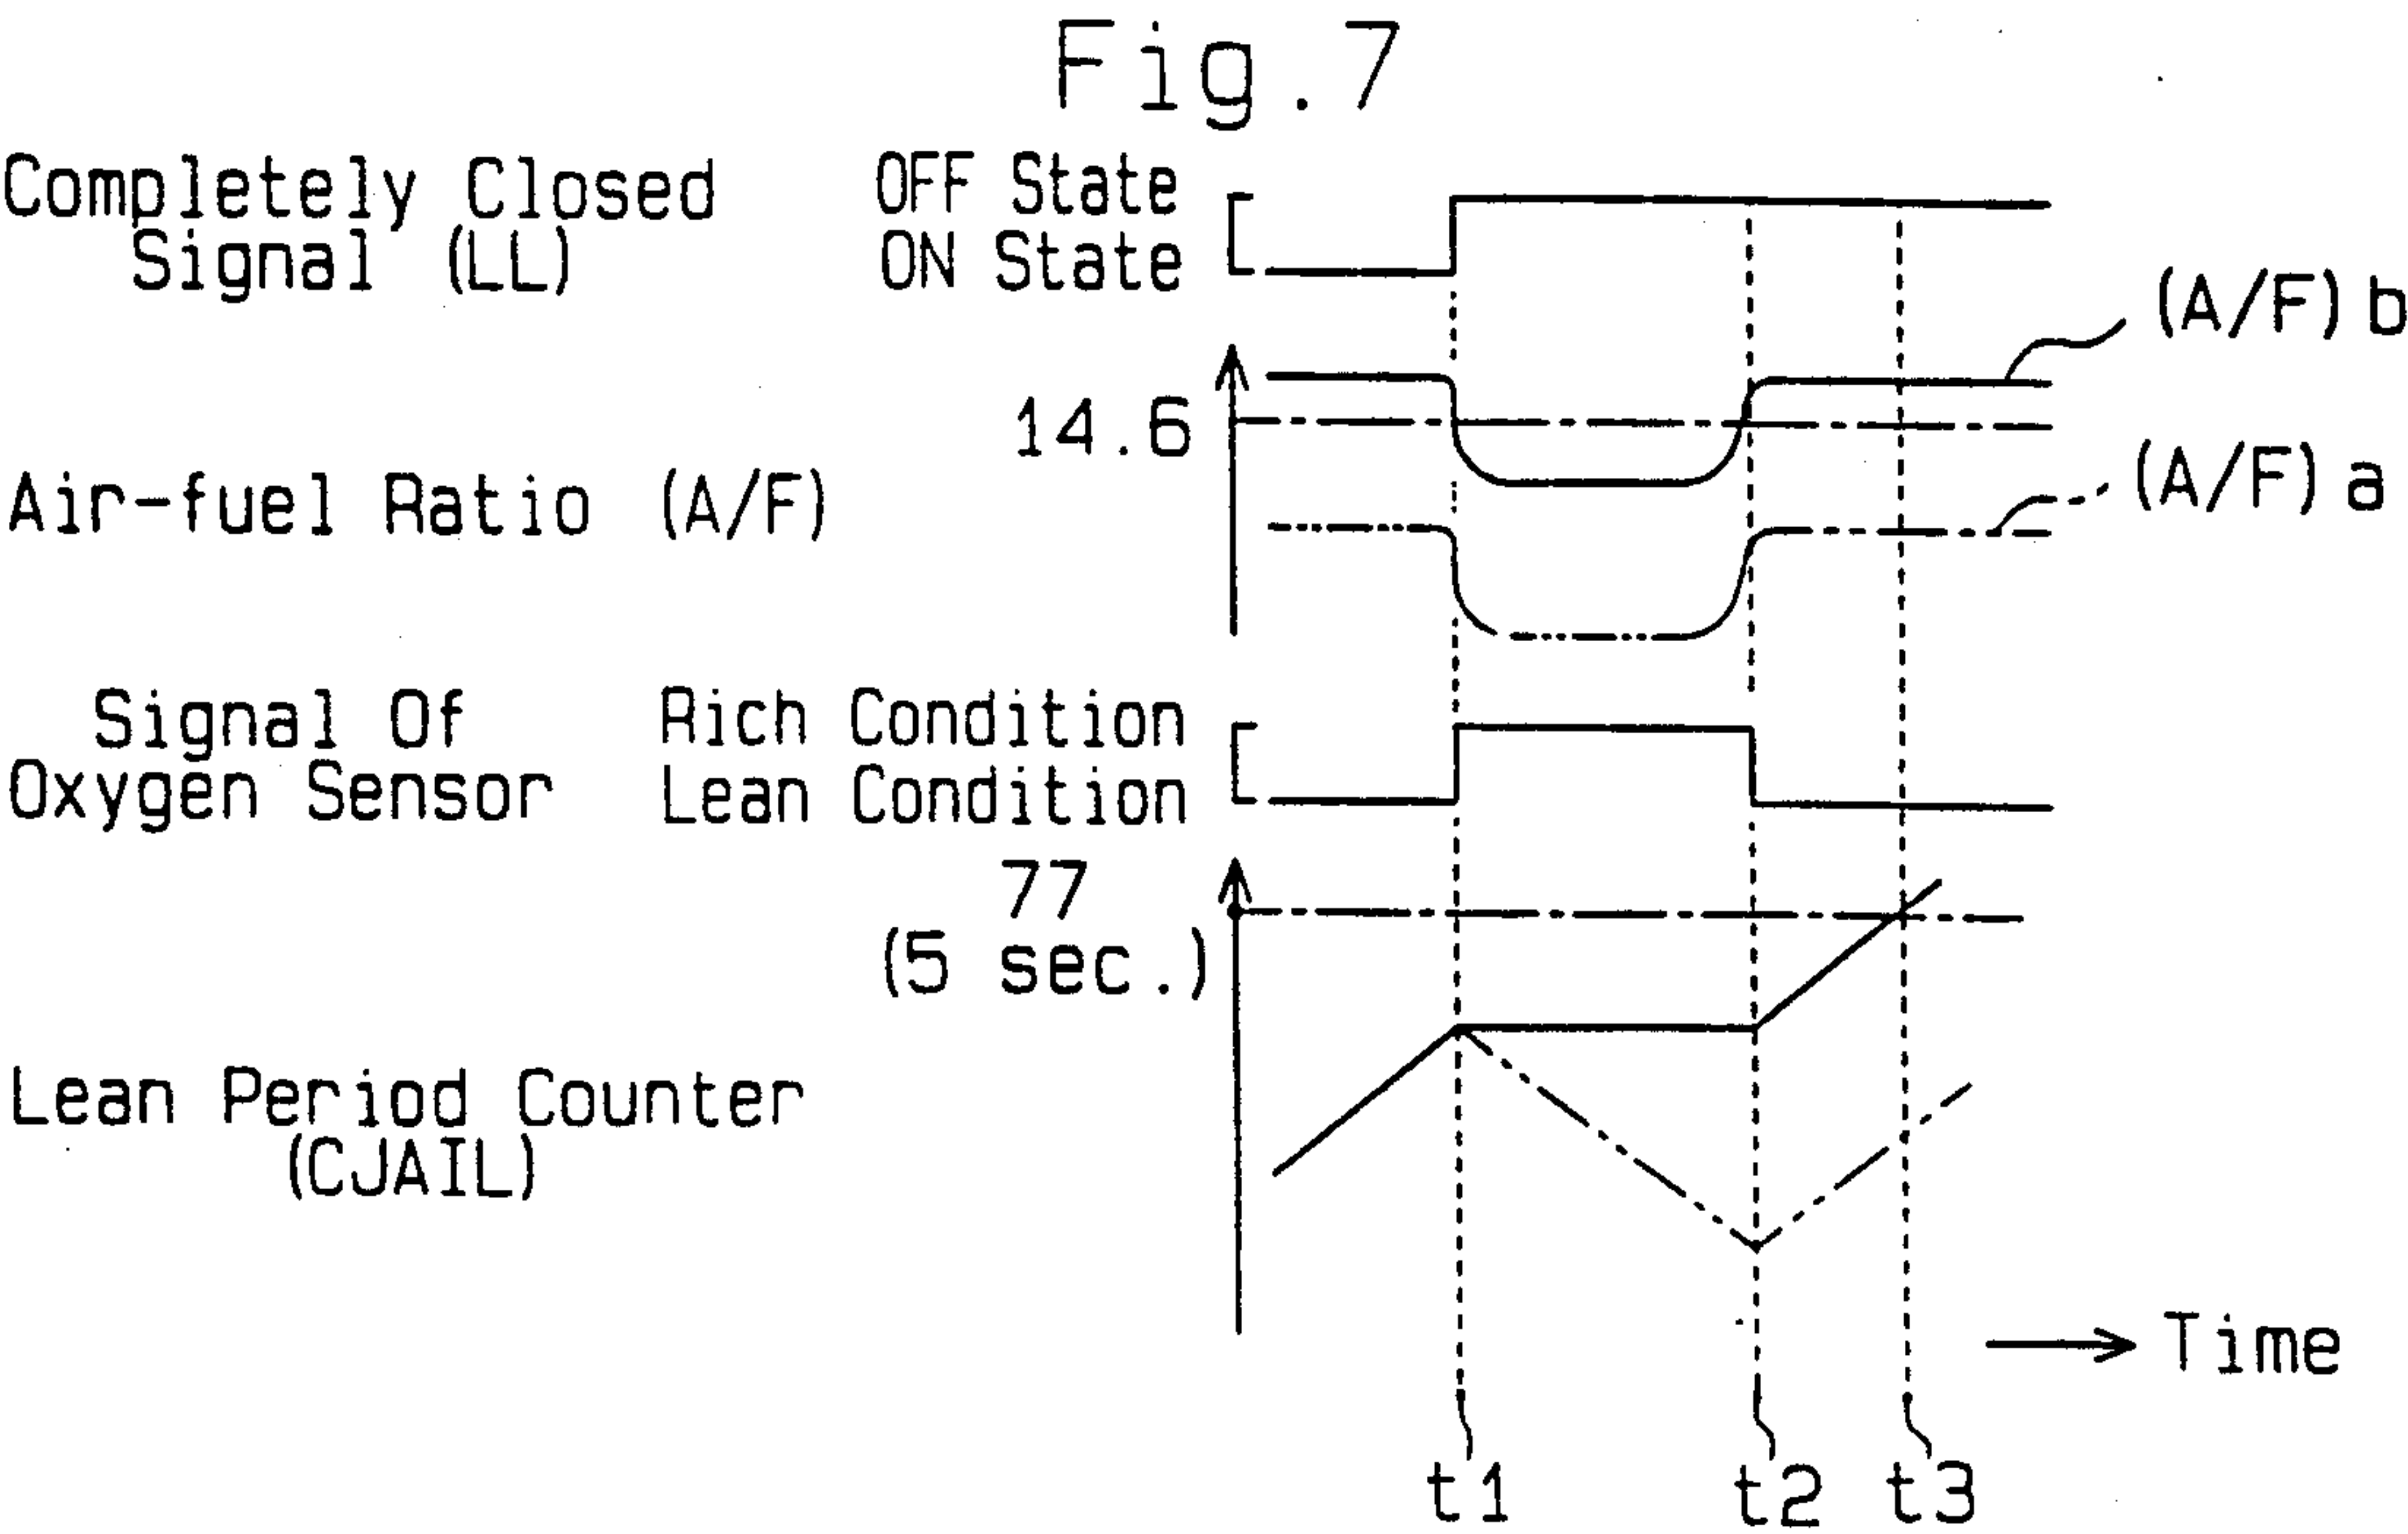 Fig.7
Completely Closed
Signal (LL)
OFF State
ON State
(A/F) b
14.6
Air-fuel Ratio (A/F)
(A/F) a
Signal Of
Oxygen Sensor
Rich Condition
Lean Condition
77
(5 sec.)
Lean Period Counter
(CJAIL)
Time
t1
t2
t3